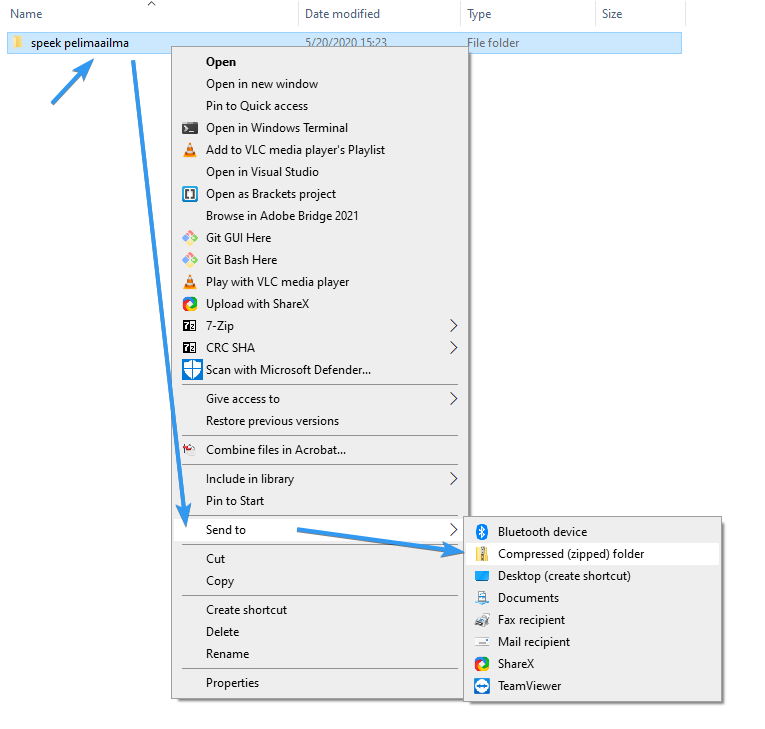 Name Date modified Type Size
speek pelimaailma 5/20/2020 15:23 File folder
Open
Open in new window
Pin to Quick access
Open in Windows Terminal
Add to VLC media player's Playlist
Open in Visual Studio
Open as Brackets project
Browse in Adobe Bridge 2021
Git GUI Here
Git Bash Here
Play with VLC media player
Upload with ShareX
7-Zip
CRC SHA
Scan with Microsoft Defender...
Give access to
Restore previous versions
Combine files in Acrobat...
Include in library
Pin to Start
Send to
Cut
Copy
Create shortcut
Delete
Rename
Properties
Bluetooth device
Compressed (zipped) folder
Desktop (create shortcut)
Documents
Fax recipient
Mail recipient
ShareX
TeamViewer